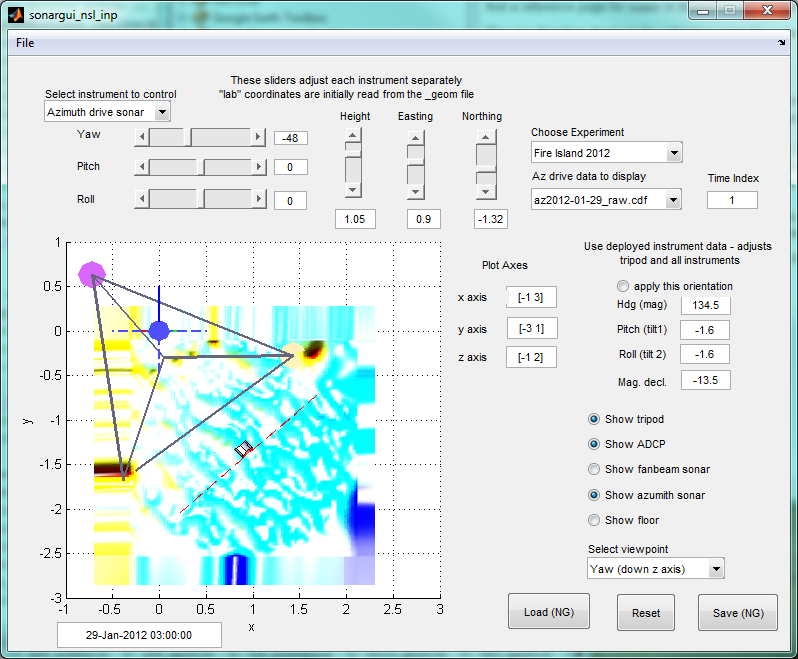 sonargui_nsl_inp
File
These sliders adjust each instrument separately
"lab" coordinates are initially read from the _geom file
Select instrument to control
Azimuth drive sonar
Yaw
-48
Pitch
0
Roll
0
Height Easting Northing
1.05 0.9 -1.32
Choose Experiment
Fire Island 2012
Az drive data to display
az2012-01-29_raw.cdf
Time Index
1
Plot Axes
x axis [-1 3]
y axis [-3 1]
z axis [-1 2]
Use deployed instrument data - adjusts
tripod and all instruments
apply this orientation
Hdg (mag) 134.5
Pitch (tilt1) -1.6
Roll (tilt 2) -1.6
Mag. decl. -13.5
Show tripod
Show ADCP
Show fanbeam sonar
Show azumith sonar
Show floor
Select viewpoint
Yaw (down z axis)
Load (NG) Reset Save (NG)
1
0.5
0
-0.5
-1
-1.5
-2
-2.5
-3
y
-1 -0.5 0 0.5 1 1.5 2 2.5 3
x
29-Jan-2012 03:00:00